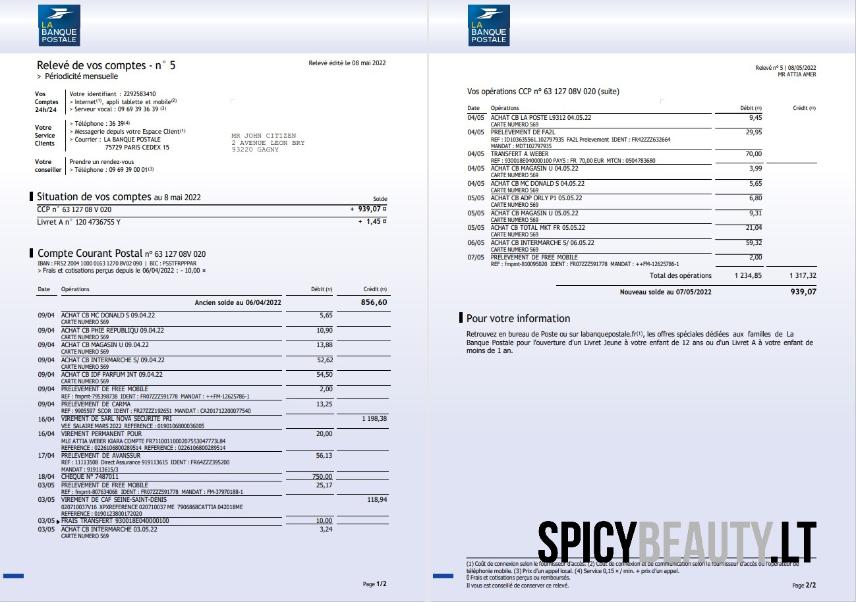 LA
BANQUE
POSTALE
Relevé de vos comptes - n° 5
> Périodicité mensuelle
Relevé édité le 08 mai 2022
Vos Comptes 24h/24
Votre identifiant : 2292583410
> Internet(1), appli tablette et mobile(2)
> Serveur vocal : 09 69 39 36 39 (3)
Votre Service Clients
> Téléphone : 36 39(4)
> Messagerie depuis votre Espace Client(1)
> Courrier : LA BANQUE POSTALE
75729 PARIS CEDEX 15
MR JOHN CITIZEN
2 AVENUE LEON BRY
93220 GAGNY
Votre conseiller
Prendre un rendez-vous
> Téléphone : 09 69 39 00 01(3)
Situation de vos comptes au 8 mai 2022
Solde
CCP n° 63 127 08 V 020 + 939,07 ¤
Livret A n° 120 4736755 Y + 1,45 ¤
Compte Courant Postal n° 63 127 08V 020
IBAN : FR52 2004 1000 0163 1270 8V02 090 | BIC : PSSTFRPPPAR
> Frais et cotisations perçus depuis le 06/04/2022 : - 10,00 ¤
Date Opérations Débit (¤) Crédit (¤)
Ancien solde au 06/04/2022 856,60
09/04 ACHAT CB MC DONALD S 09.04.22 5,65
CARTE NUMERO 569
09/04 ACHAT CB PHIE REPUBLIQU 09.04.22 10,90
CARTE NUMERO 569
09/04 ACHAT CB MAGASIN U 09.04.22 13,88
CARTE NUMERO 569
09/04 ACHAT CB INTERMARCHE S/ 09.04.22 52,62
CARTE NUMERO 569
09/04 ACHAT CB IDF PARFUM INT 09.04.22 54,50
CARTE NUMERO 569
09/04 PRELEVEMENT DE FREE MOBILE 2,00
REF : fmpmt-795398738 IDENT : FR07ZZZ591778 MANDAT : ++FM-12625786-1
09/04 PRELEVEMENT DE CARMA 13,25
REF : 9905597 SCOR IDENT : FR27ZZZ192651 MANDAT : CA20171220007754D
16/04 VIREMENT DE SARL NOVA SECURITE PRI 1 198,38
VEE SALAIRE MARS 2022 REFERENCE : 0190106800036005
16/04 VIREMENT PERMANENT POUR 20,00
MLE ATTIA WEBER KIARA COMPTE FR7110011000207553047773L84
REFERENCE : 0226106800289514 REFERENCE : 0226106800289514
17/04 PRELEVEMENT DE AVANSSUR 56,13
REF : 11113508 Direct Assurance 919113615 IDENT : FR64ZZZ395200
MANDAT : 919113615/3
18/04 CHEQUE N° 7487011 750,00
03/05 PRELEVEMENT DE FREE MOBILE 25,17
REF : fmpmt-807634068 IDENT : FR07ZZZ591778 MANDAT : FM-37970188-1
03/05 VIREMENT DE CAF SEINE-SAINT-DENIS 118,94
020710037V16 XPXREFERENCE 020710037 ME 7906868CATTIA 042018ME
REFERENCE : 0190123800172020
03/05 FRAIS TRANSFERT 930018E040000100 10,00
03/05 ACHAT CB INTERMARCHE 03.05.22 3,24
CARTE NUMERO 569
Page 1/2
LA
BANQUE
POSTALE
Relevé n° 5 | 08/05/2022
MR ATTIA AMER
Vos opérations CCP n° 63 127 08V 020 (suite)
Date Opérations Débit (¤) Crédit (¤)
04/05 ACHAT CB LA POSTE L9312 04.05.22 9,45
CARTE NUMERO 569
04/05 PRELEVEMENT DE FA2L 29,95
REF : ID103635561.102797935 FA2L Prelevement IDENT : FR42ZZZ632664
MANDAT : MDT102797935
04/05 TRANSFERT A WEBER 70,00
REF : 930018E040000100 PAYS : FR 70,00 EUR MTCN : 0504783680
04/05 ACHAT CB MAGASIN U 04.05.22 3,99
CARTE NUMERO 569
04/05 ACHAT CB MC DONALD S 04.05.22 5,65
CARTE NUMERO 569
05/05 ACHAT CB ADP ORLY P1 05.05.22 6,80
CARTE NUMERO 569
05/05 ACHAT CB MAGASIN U 05.05.22 9,31
CARTE NUMERO 569
05/05 ACHAT CB TOTAL MKT FR 05.05.22 21,04
CARTE NUMERO 569
06/05 ACHAT CB INTERMARCHE S/ 06.05.22 59,32
CARTE NUMERO 569
07/05 PRELEVEMENT DE FREE MOBILE 2,00
REF : fmpmt-810095020 IDENT : FR07ZZZ591778 MANDAT : ++FM-12625786-1
Total des opérations 1 234,85 1 317,32
Nouveau solde au 07/05/2022 939,07
Pour votre information
Retrouvez en bureau de Poste ou sur labanquepostale.fr(1), les offres spéciales dédiées aux familles de La
Banque Postale pour l'ouverture d'un Livret Jeune à votre enfant de 12 ans ou d'un Livret A à votre enfant de
moins de 1 an.
SPICYBEAUTY.LT
(1) Coût de connexion selon le fournisseur d'accès. (2) Coût de connexion et de communication selon le fournisseur d'accès ou l'opérateur de
téléphonie mobile. (3) Prix d'un appel local. (4) Service 0,15 ¤ / min. + prix d'un appel.
Frais et cotisations perçus ou remboursés.
Il vous est conseillé de conserver ce relevé.
Page 2/2